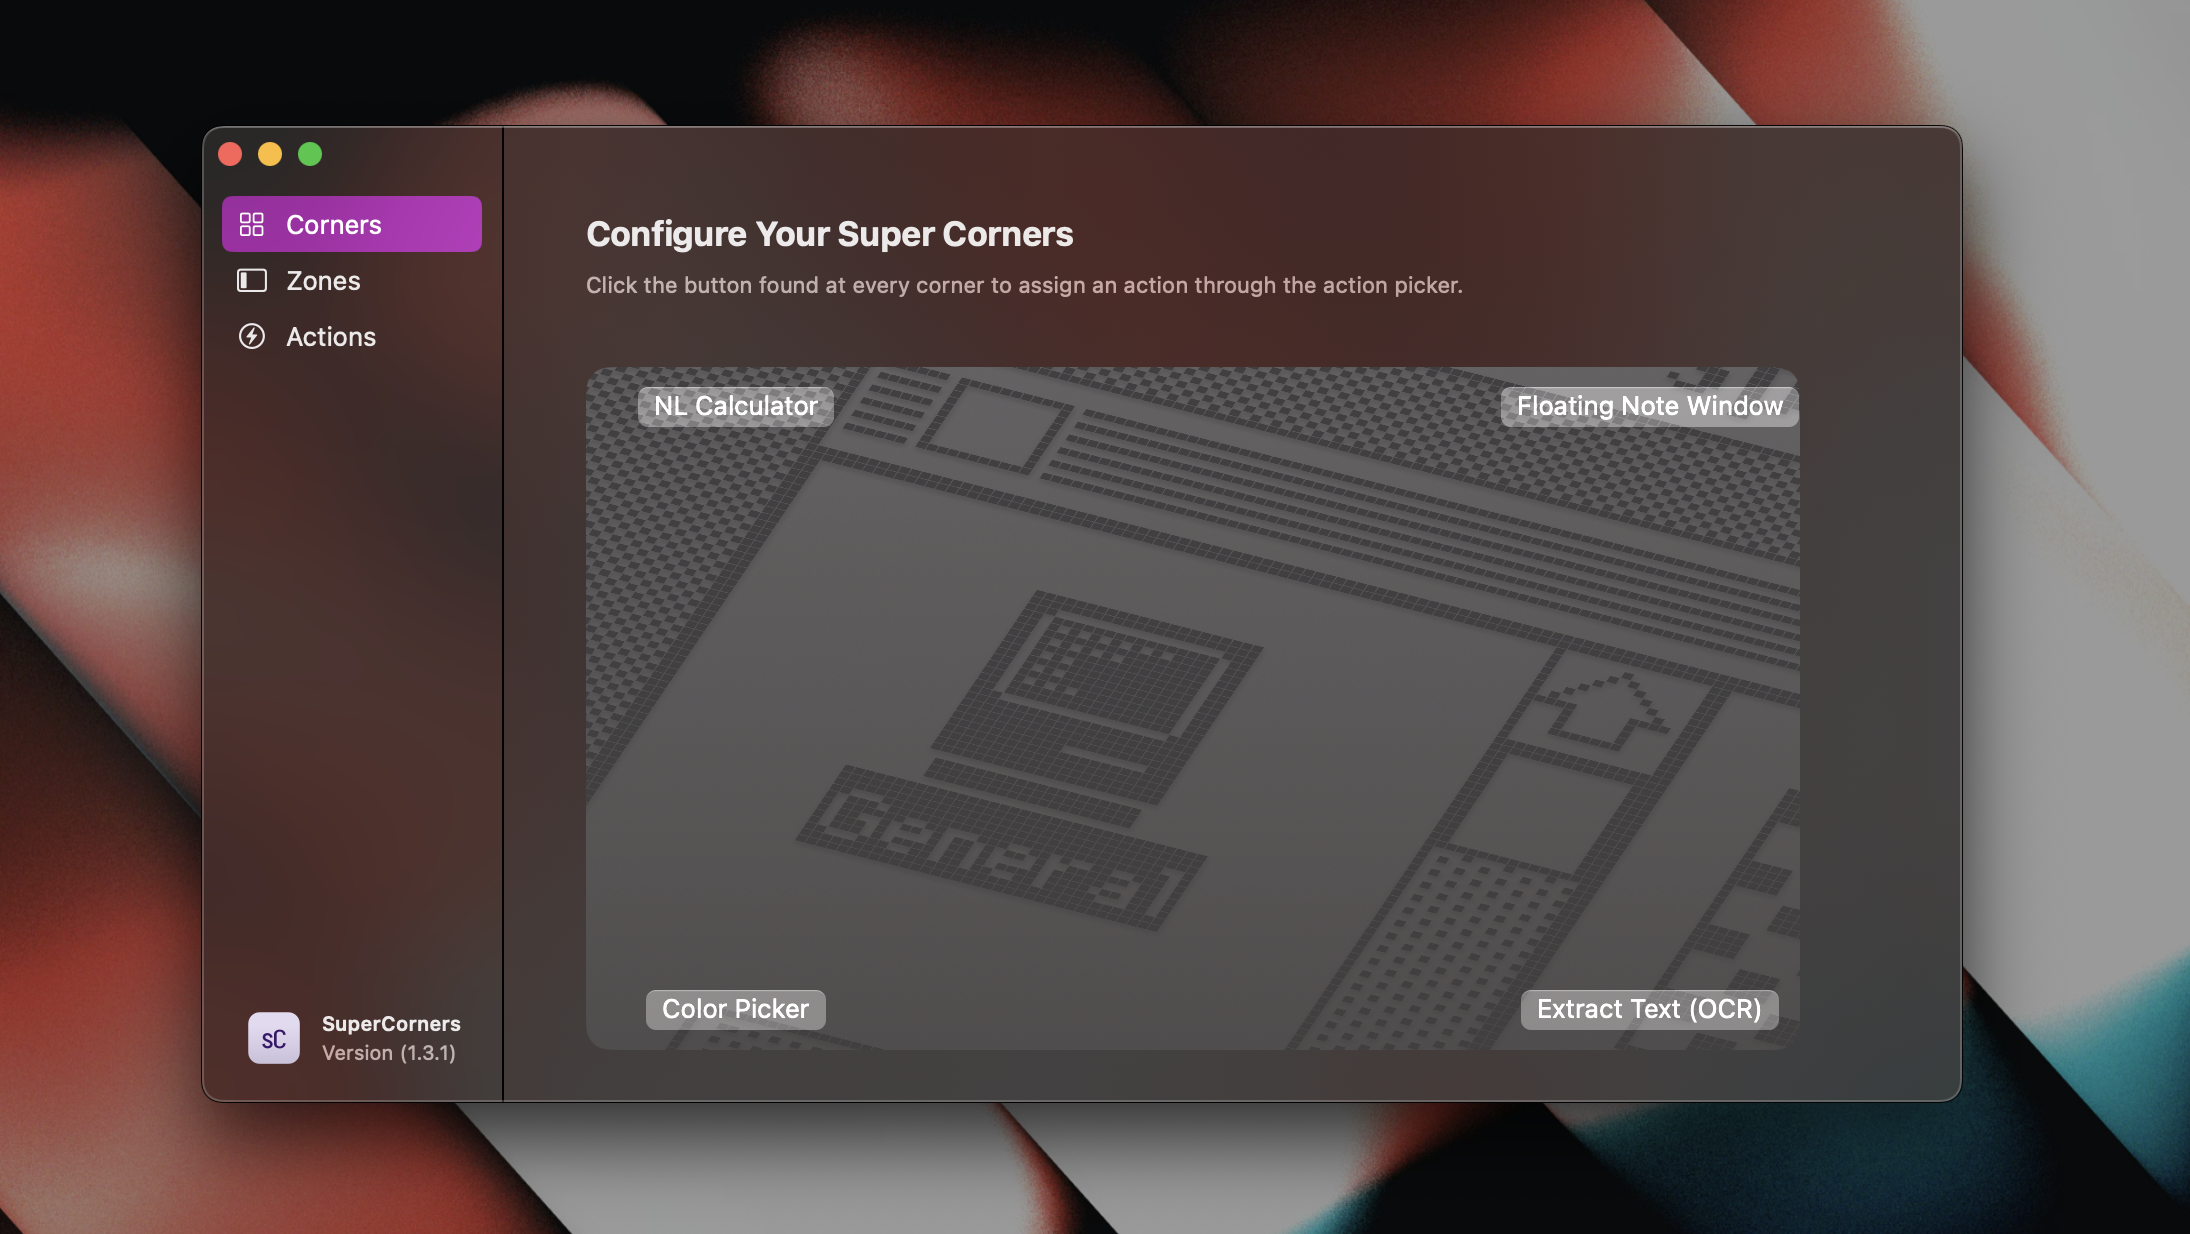 Corners
Zones
Actions
Configure Your Super Corners
Click the button found at every corner to assign an action through the action picker.
NL Calculator
Floating Note Window
General
Color Picker
Extract Text (OCR)
sC
SuperCorners
Version (1.3.1)